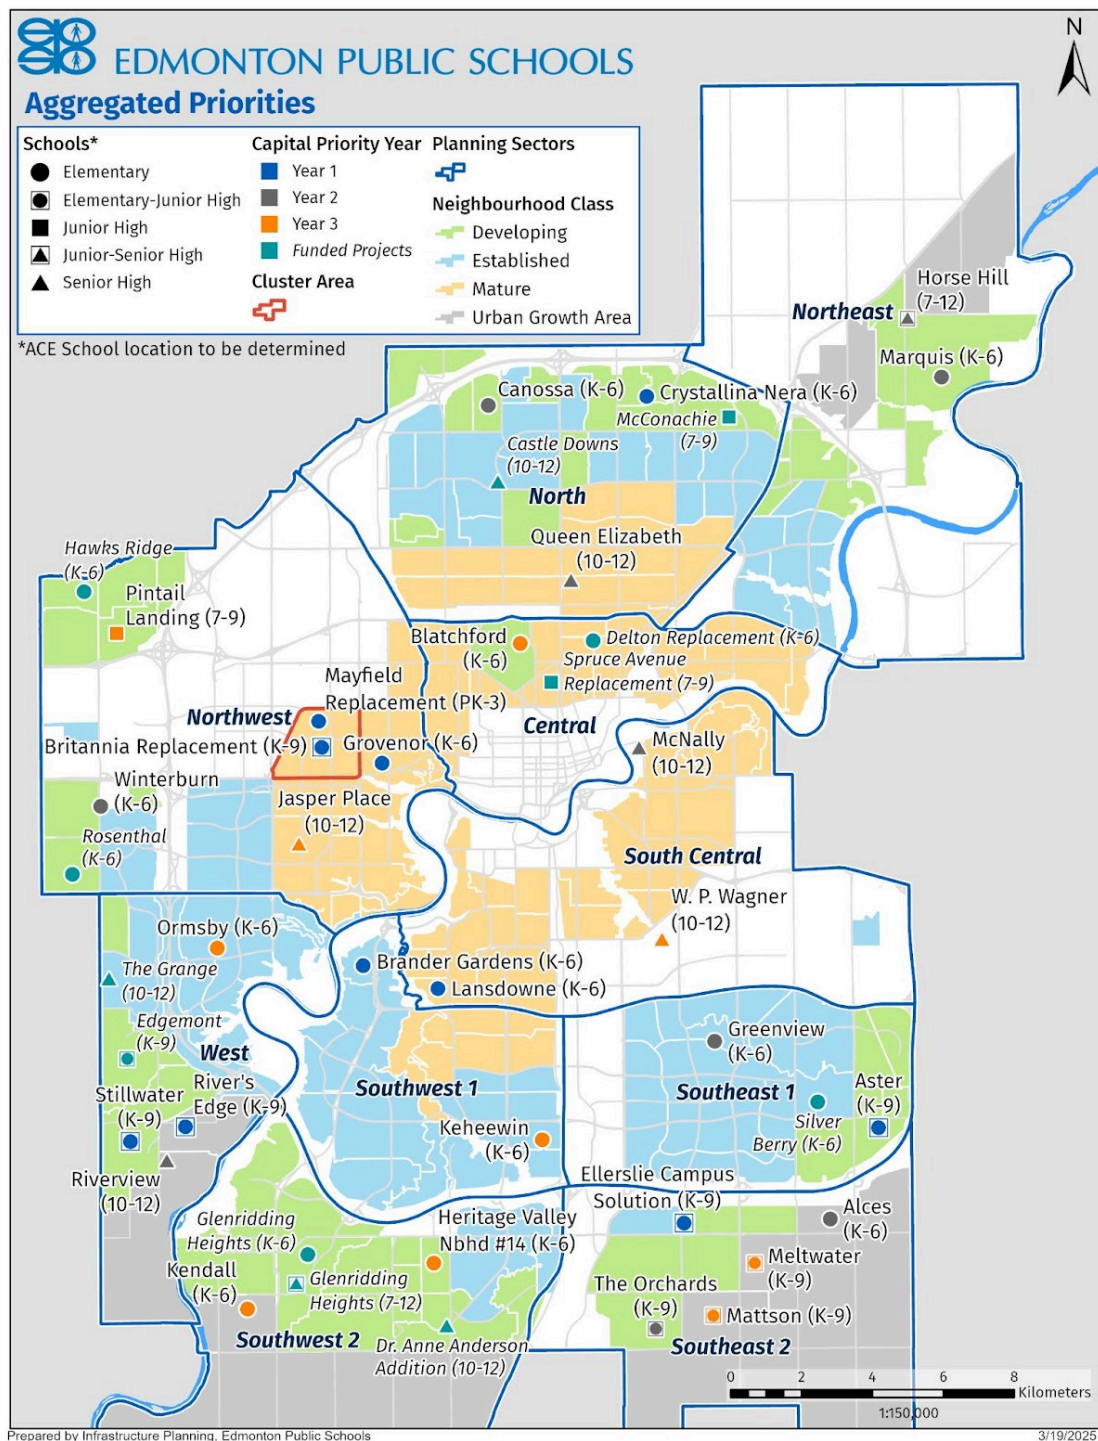 EDMONTON PUBLIC SCHOOLS
Aggregated Priorities
N
Schools*
Elementary
Elementary-Junior High
Junior High
Junior-Senior High
Senior High
Capital Priority Year
Year 1
Year 2
Year 3
Funded Projects
Cluster Area
Planning Sectors
Neighbourhood Class
Developing
Established
Mature
Urban Growth Area
*ACE School location to be determined
Horse Hill
(7-12)
Northeast
Marquis (K-6)
Canossa (K-6)
Crystallina Nera (K-6)
McConachie
(7-9)
Castle Downs
(10-12)
North
Queen Elizabeth
(10-12)
Hawks Ridge
(K-6)
Pintail
Landing (7-9)
Blatchford
(K-6)
Delton Replacement (K-6)
Spruce Avenue
Replacement (7-9)
Mayfield
Replacement (PK-3)
Northwest
Britannia Replacement (K-9)
Grovenor (K-6)
Central
McNally
(10-12)
Winterburn
(K-6)
Jasper Place
(10-12)
Rosenthal
(K-6)
South Central
W. P. Wagner
(10-12)
Ormsby (K-6)
The Grange
(10-12)
Brander Gardens (K-6)
Lansdowne (K-6)
Edgemont
(K-9)
West
Greenview
(K-6)
Stillwater
(K-9)
River's
Edge (K-9)
Southwest 1
Southeast 1
Aster
(K-9)
Silver
Berry (K-6)
Keheewin
(K-6)
Riverview
(10-12)
Ellerslie Campus
Solution (K-9)
Alces
(K-6)
Glenridding
Heights (K-6)
Heritage Valley
Nbhd #14 (K-6)
Meltwater
(K-9)
Kendall
(K-6)
Glenridding
Heights (7-12)
The Orchards
(K-9)
Mattson (K-9)
Southwest 2
Dr. Anne Anderson
Addition (10-12)
Southeast 2
0 2 4 6 8
Kilometers
1:150,000
Prepared by Infrastructure Planning, Edmonton Public Schools
3/19/2025